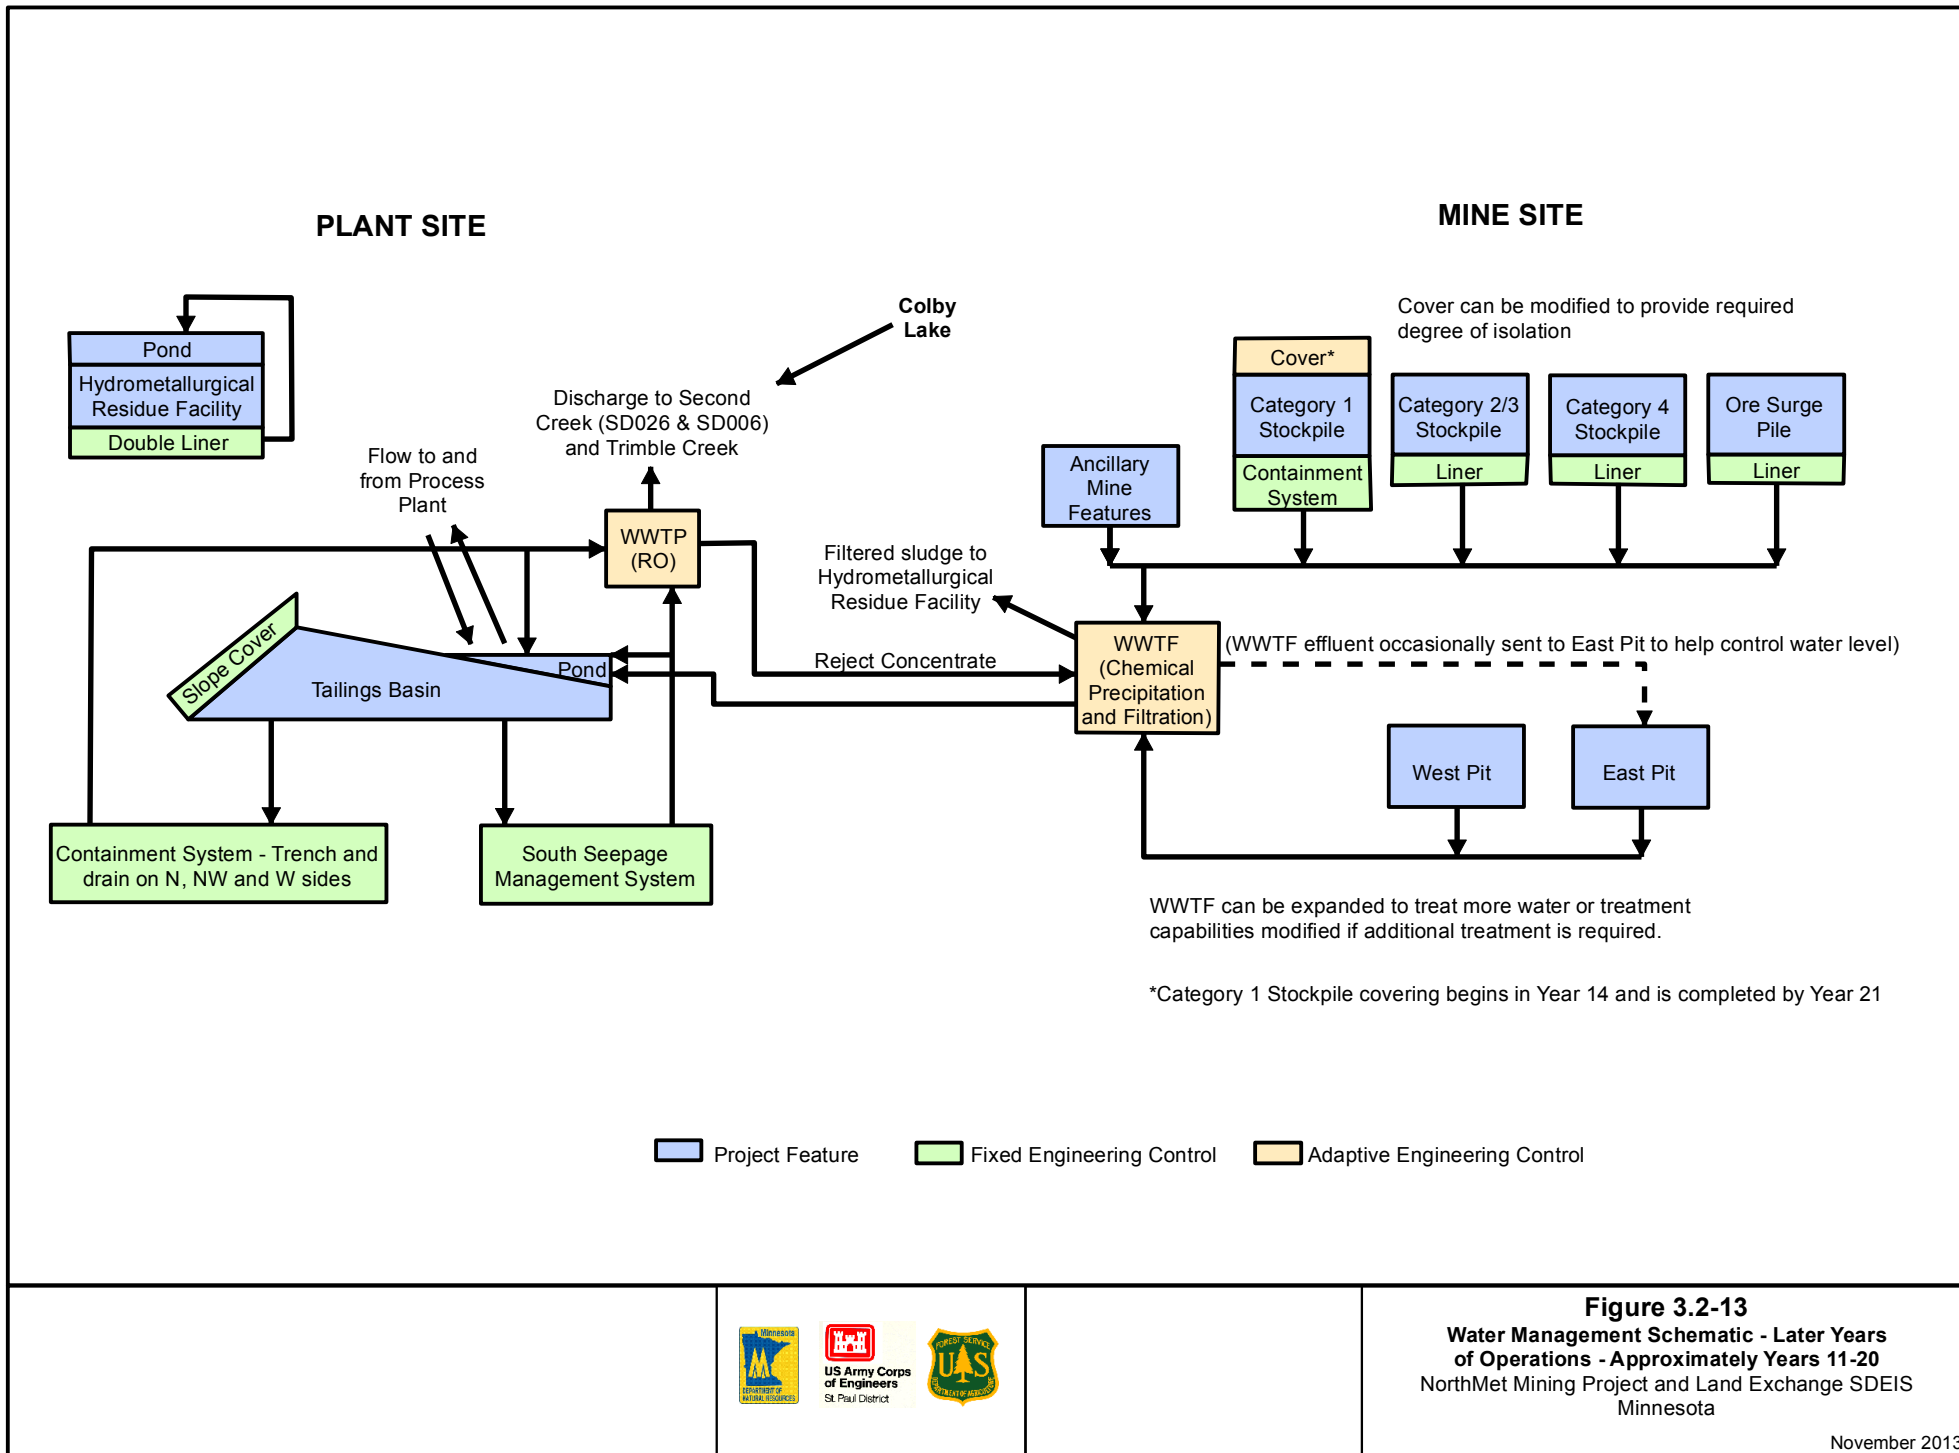 PLANT SITE
MINE SITE
Pond
Hydrometallurgical
Residue Facility
Double Liner
Flow to and
from Process
Plant
Discharge to Second
Creek (SD026 & SD006)
and Trimble Creek
Colby
Lake
WWTP
(RO)
Slope Cover
Tailings Basin
Pond
Containment System - Trench and
drain on N, NW and W sides
South Seepage
Management System
Reject Concentrate
Filtered sludge to
Hydrometallurgical
Residue Facility
Cover can be modified to provide required
degree of isolation
Ancillary
Mine
Features
Cover*
Category 1
Stockpile
Containment
System
Category 2/3
Stockpile
Liner
Category 4
Stockpile
Liner
Ore Surge
Pile
Liner
WWTF
(Chemical
Precipitation
and Filtration)
(WWTF effluent occasionally sent to East Pit to help control water level)
West Pit
East Pit
WWTF can be expanded to treat more water or treatment
capabilities modified if additional treatment is required.
*Category 1 Stockpile covering begins in Year 14 and is completed by Year 21
Project Feature
Fixed Engineering Control
Adaptive Engineering Control
Minnesota
DEPARTMENT OF
NATURAL RESOURCES
US Army Corps
of Engineers
St. Paul District
FOREST SERVICE
U S
DEPARTMENT OF AGRICULTURE
Figure 3.2-13
Water Management Schematic - Later Years
of Operations - Approximately Years 11-20
NorthMet Mining Project and Land Exchange SDEIS
Minnesota
November 2013